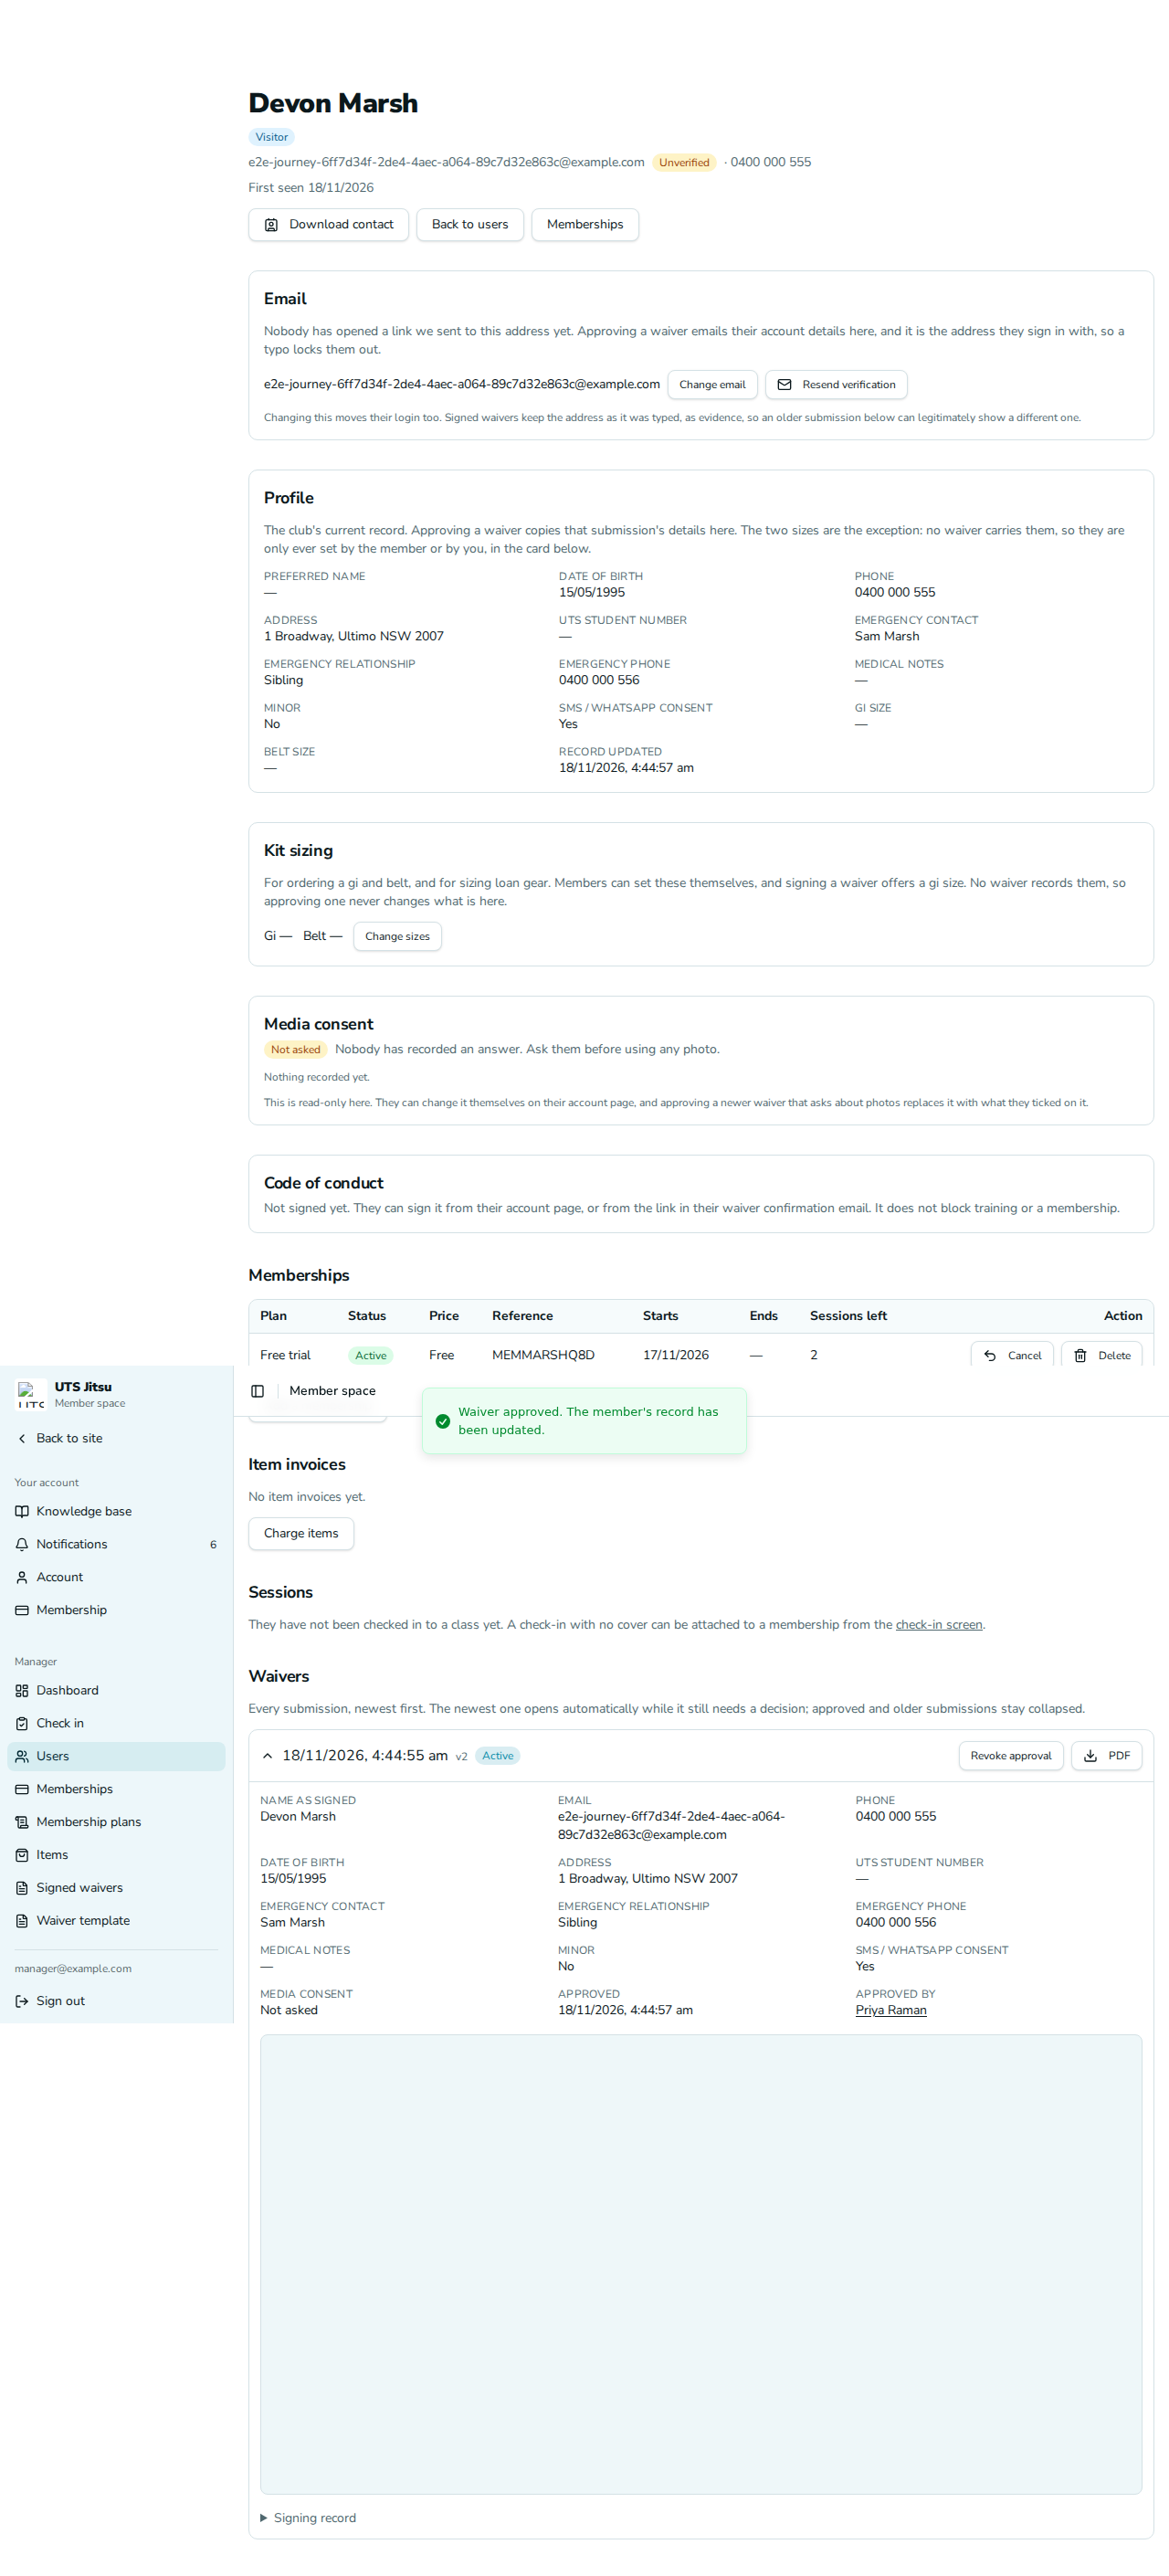 Devon Marsh
Visitor
e2e-journey-6ff7d34f-2de4-4aec-a064-89c7d32e863c@example.com Unverified · 0400 000 555
First seen 18/11/2026
Download contact Back to users Memberships
Email
Nobody has opened a link we sent to this address yet. Approving a waiver emails their account details here, and it is the address they sign in with, so a
typo locks them out.
e2e-journey-6ff7d34f-2de4-4aec-a064-89c7d32e863c@example.com Change email Resend verification
Changing this moves their login too. Signed waivers keep the address as it was typed, as evidence, so an older submission below can legitimately show a different one.
Profile
The club's current record. Approving a waiver copies that submission's details here. The two sizes are the exception: no waiver carries them, so they are
only ever set by the member or by you, in the card below.
PREFERRED NAME DATE OF BIRTH PHONE
— 15/05/1995 0400 000 555
ADDRESS UTS STUDENT NUMBER EMERGENCY CONTACT
1 Broadway, Ultimo NSW 2007 — Sam Marsh
EMERGENCY RELATIONSHIP EMERGENCY PHONE MEDICAL NOTES
Sibling 0400 000 556 —
MINOR SMS / WHATSAPP CONSENT GI SIZE
No Yes —
BELT SIZE RECORD UPDATED
— 18/11/2026, 4:44:57 am
Kit sizing
For ordering a gi and belt, and for sizing loan gear. Members can set these themselves, and signing a waiver offers a gi size. No waiver records them, so
approving one never changes what is here.
Gi — Belt — Change sizes
Media consent
Not asked Nobody has recorded an answer. Ask them before using any photo.
Nothing recorded yet.
This is read-only here. They can change it themselves on their account page, and approving a newer waiver that asks about photos replaces it with what they ticked on it.
Code of conduct
Not signed yet. They can sign it from their account page, or from the link in their waiver confirmation email. It does not block training or a membership.
Memberships
Plan Status Price Reference Starts Ends Sessions left Action
Free trial Active Free MEMMARSHQ8D 17/11/2026 — 2 Cancel Delete
UTS Jitsu
Member space
Back to site
Your account
Knowledge base
Notifications 6
Account
Membership
Manager
Dashboard
Check in
Users
Memberships
Membership plans
Items
Signed waivers
Waiver template
manager@example.com
Sign out
Member space
Waiver approved. The member's record has
been updated.
Item invoices
No item invoices yet.
Charge items
Sessions
They have not been checked in to a class yet. A check-in with no cover can be attached to a membership from the check-in screen.
Waivers
Every submission, newest first. The newest one opens automatically while it still needs a decision; approved and older submissions stay collapsed.
18/11/2026, 4:44:55 am v2 Active Revoke approval PDF
NAME AS SIGNED EMAIL PHONE
Devon Marsh e2e-journey-6ff7d34f-2de4-4aec-a064- 0400 000 555
89c7d32e863c@example.com
DATE OF BIRTH ADDRESS UTS STUDENT NUMBER
15/05/1995 1 Broadway, Ultimo NSW 2007 —
EMERGENCY CONTACT EMERGENCY RELATIONSHIP EMERGENCY PHONE
Sam Marsh Sibling 0400 000 556
MEDICAL NOTES MINOR SMS / WHATSAPP CONSENT
— No Yes
MEDIA CONSENT APPROVED APPROVED BY
Not asked 18/11/2026, 4:44:57 am Priya Raman
Signing record